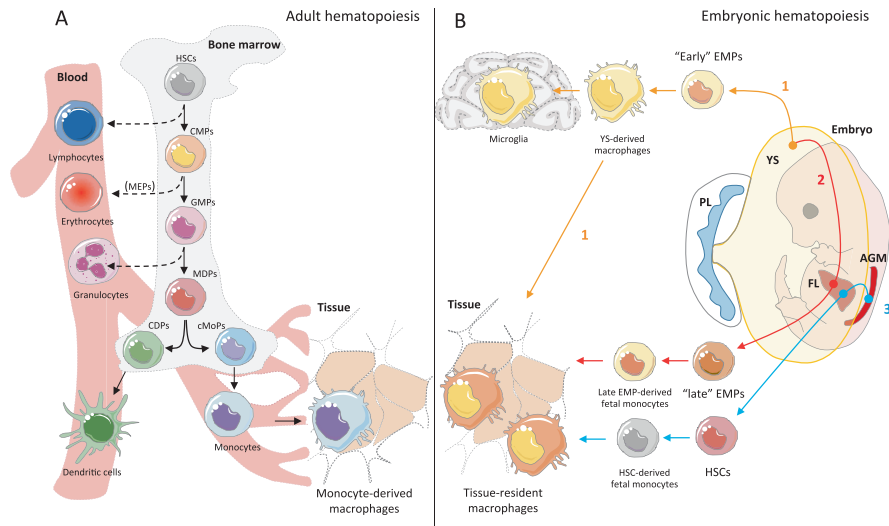 A
Adult hematopoiesis
Bone marrow
HSCs
Blood
CMPs
Lymphocytes
(MEPs)
GMPs
Erythrocytes
MDPs
Granulocytes
CDPs
cMoPs
Tissue
Monocytes
Dendritic cells
Monocyte-derived
macrophages
B
Embryonic hematopoiesis
"Early" EMPs
1
Microglia
YS-derived
macrophages
Embryo
YS
2
PL
1
AGM
FL
3
Tissue
Late EMP-derived
fetal monocytes
"late" EMPs
HSC-derived
fetal monocytes
HSCs
Tissue-resident
macrophages